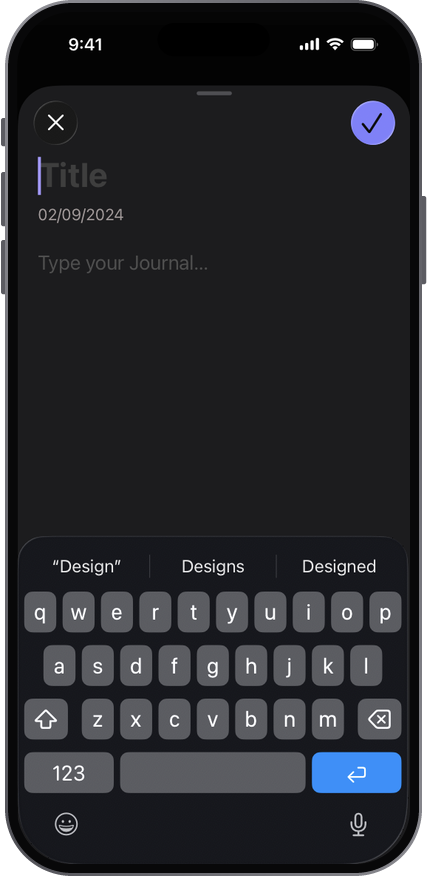 9:41
Title
02/09/2024
Type your Journal...
“Design” Designs Designed
q w e r t y u i o p
a s d f g h j k l
z x c v b n m
123